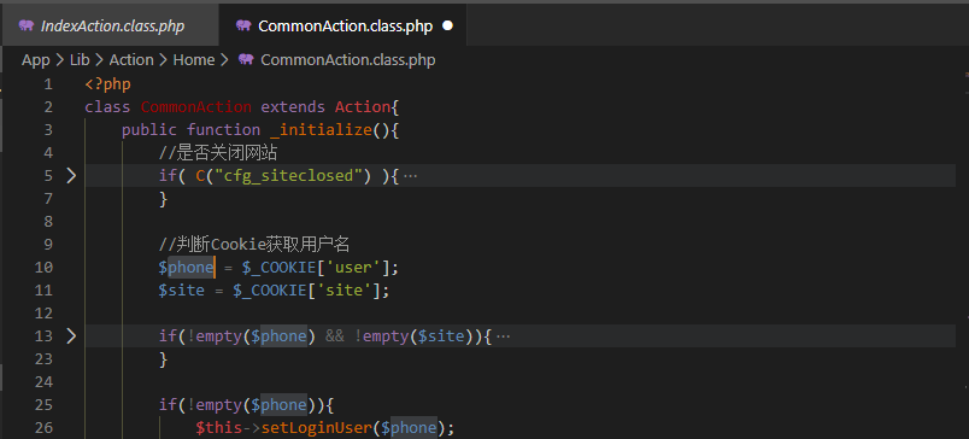 IndexAction.class.php CommonAction.class.php
App > Lib > Action > Home > CommonAction.class.php
1 <?php
2 class CommonAction extends Action{
3 public function _initialize(){
4 //是否关闭网站
5 if( C("cfg_siteclosed") ){…
7 }
8
9 //判断Cookie获取用户名
10 $phone = $_COOKIE['user'];
11 $site = $_COOKIE['site'];
12
13 if(!empty($phone) && !empty($site)){…
23 }
24
25 if(!empty($phone)){
26 $this->setLoginUser($phone);